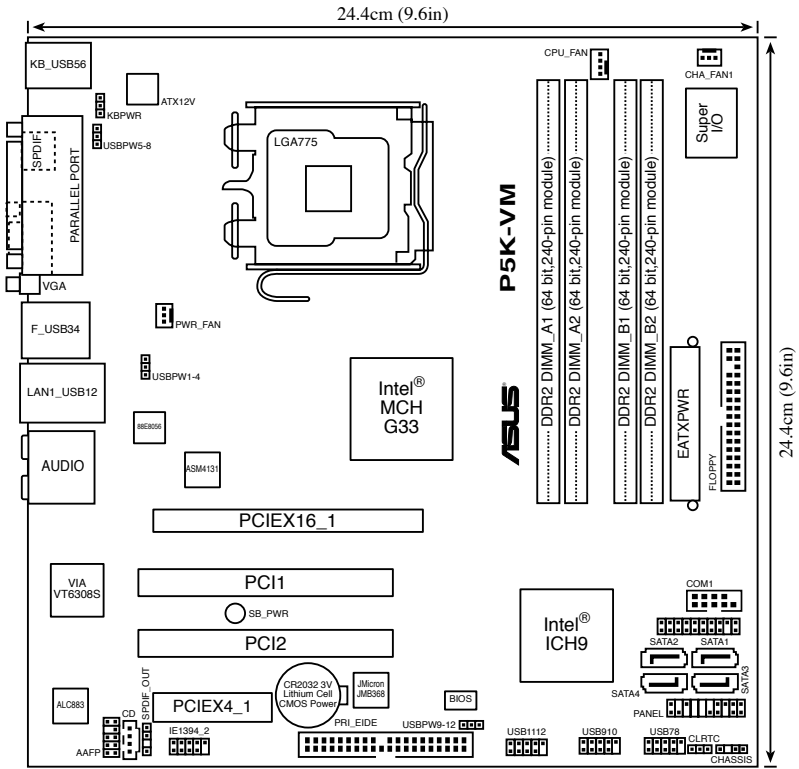 24.4cm (9.6in)
KB_USB56
ATX12V
KBPWR
USBPW5-8
CPU_FAN
CHA_FAN1
Super
I/O
SPDIF
PARALLEL PORT
LGA775
VGA
F_USB34
PWR_FAN
USBPW1-4
LAN1_USB12
88E8056
AUDIO
ASM4131
Intel®
MCH
G33
P5K-VM
ASUS
DDR2 DIMM_A1 (64 bit,240-pin module)
DDR2 DIMM_A2 (64 bit,240-pin module)
DDR2 DIMM_B1 (64 bit,240-pin module)
DDR2 DIMM_B2 (64 bit,240-pin module)
EATXPWR
FLOPPY
24.4cm (9.6in)
PCIEX16_1
PCI1
VIA
VT6308S
SB_PWR
PCI2
Intel®
ICH9
COM1
SATA2
SATA1
SATA4
SATA3
PANEL
ALC883
CD
SPDIF_OUT
PCIEX4_1
CR2032 3V
Lithium Cell
CMOS Power
JMicron
JMB368
BIOS
AAFP
IE1394_2
PRI_EIDE
USBPW9-12
USB1112
USB910
USB78
CLRTC
CHASSIS